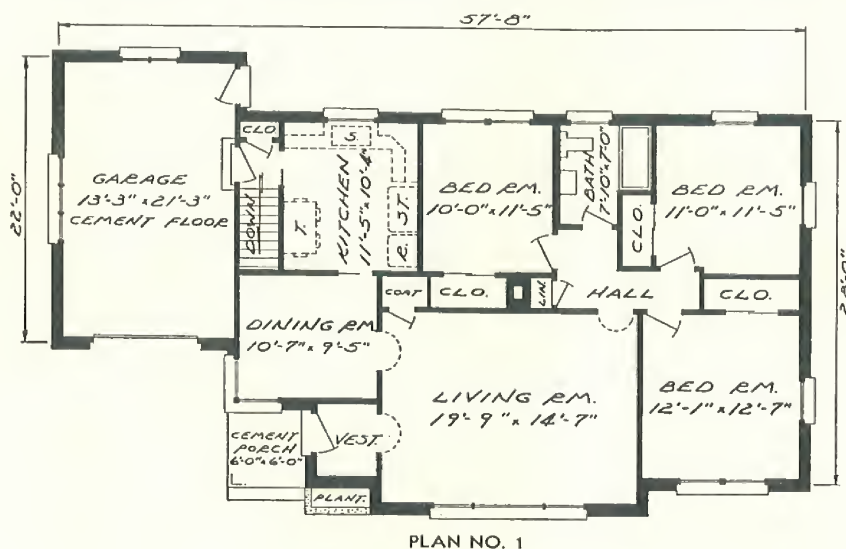 57'-8"
22'-0"
GARAGE
13'-3" x 21'-3"
CEMENT FLOOR
CLO.
DOWN
S.
T.
KITCHEN
11'-5" x 10'-4"
ST.
R.
BED RM.
10'-0" x 11'-5"
BATH
7'-10" x 7'-0"
CLO.
BED RM.
11'-0" x 11'-5"
28'-0"
DINING RM
10'-7" x 9'-5"
COAT
CLO.
LIN.
HALL
CLO.
LIVING RM.
19'-9" x 14'-7"
BED RM.
12'-1" x 12'-7"
CEMENT
PORCH
6'-0" x 6'-0"
VEST.
PLANT.
PLAN NO. 1